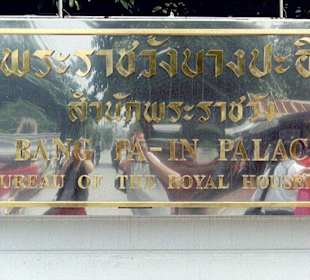 พระราชวังบางปะอิ
สำนักพระราชวัง
BANG PA-IN PALAC
BUREAU OF THE ROYAL HOUSE